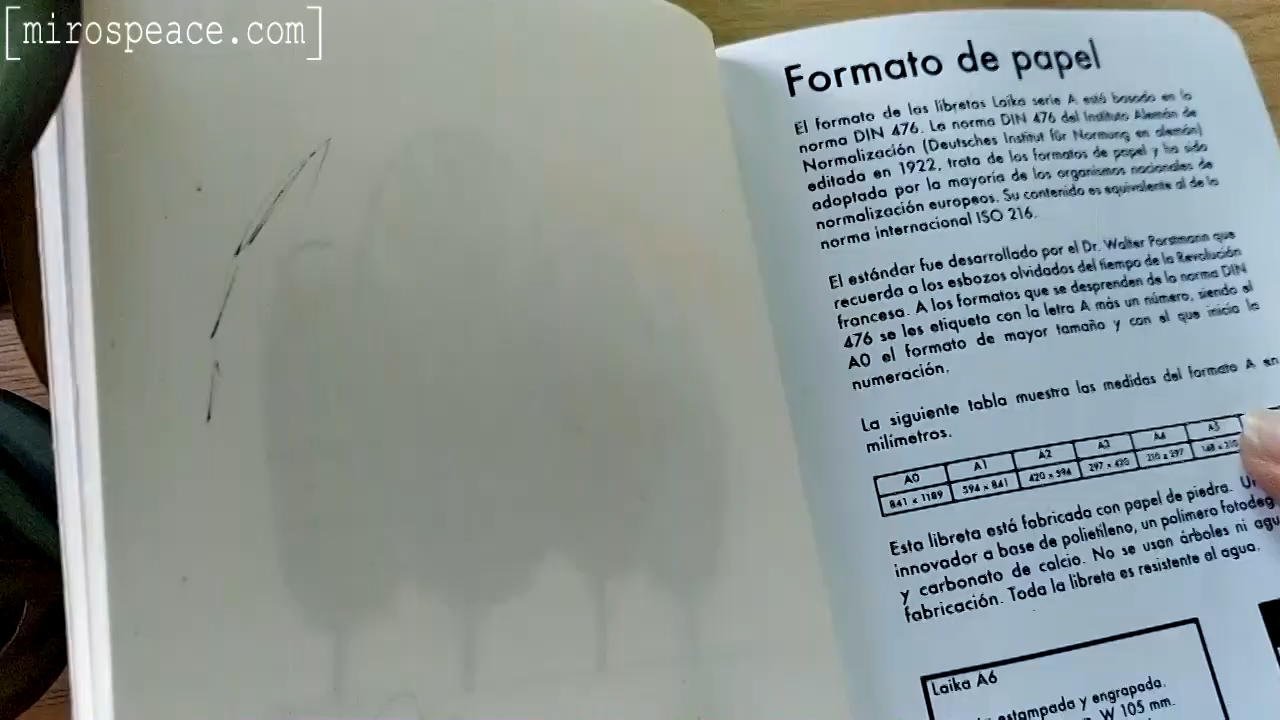 [mirospeace.com]
Formato de papel
El formato de las libretas Laika serie A está basado en la
norma DIN 476. La norma DIN 476 del Instituto Alemán de
Normalización (Deutsches Institut für Normung en alemán)
editada en 1922, trata de los formatos de papel y ha sido
adoptada por la mayoría de los organismos nacionales de
normalización europeos. Su contenido es equivalente al de la
norma internacional ISO 216.
El estándar fue desarrollado por el Dr. Walter Porstmann que
recuerda a los esbozos olvidados del tiempo de la Revolución
francesa. A los formatos que se desprenden de la norma DIN
476 se les etiqueta con la letra A más un número, siendo el
A0 el formato de mayor tamaño y con el que inicia la
numeración.
La siguiente tabla muestra las medidas del formato A en
milímetros.
A0 A1 A2 A3 A4 A5
841 x 1189 594 x 841 420 x 594 297 x 420 210 x 297 148 x 210
Esta libreta está fabricada con papel de piedra. Un
innovador a base de polietileno, un polímero fotodeg
y carbonato de calcio. No se usan árboles ni agu
fabricación. Toda la libreta es resistente al agua.
Laika A6
estampada y engrapada.
W 105 mm.